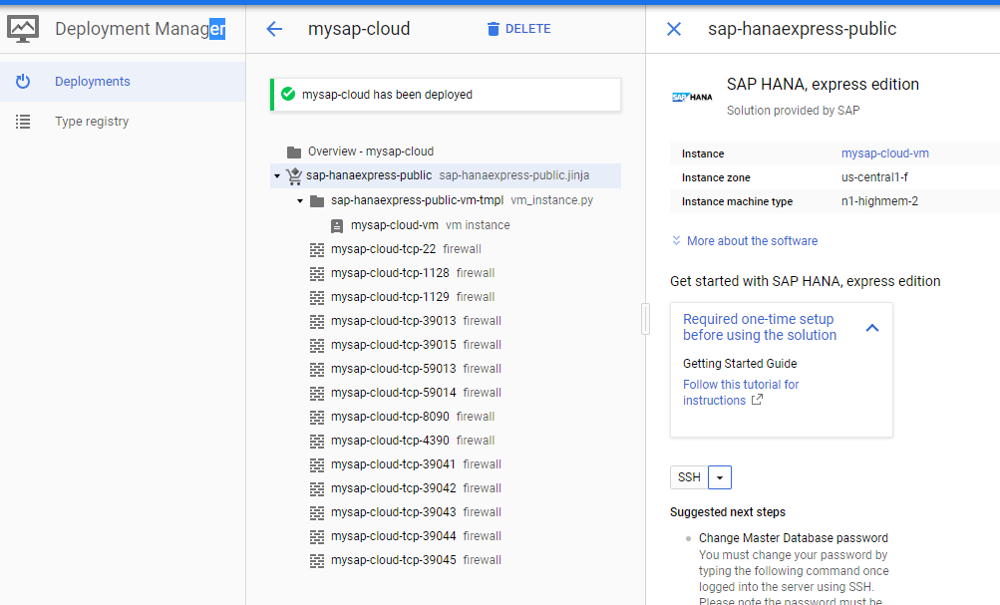 Deployment Manager
Deployments
Type registry
mysap-cloud
DELETE
mysap-cloud has been deployed
Overview - mysap-cloud
sap-hanaexpress-public sap-hanaexpress-public.jinja
sap-hanaexpress-public-vm-tmpl vm_instance.py
mysap-cloud-vm vm instance
mysap-cloud-tcp-22 firewall
mysap-cloud-tcp-1128 firewall
mysap-cloud-tcp-1129 firewall
mysap-cloud-tcp-39013 firewall
mysap-cloud-tcp-39015 firewall
mysap-cloud-tcp-59013 firewall
mysap-cloud-tcp-59014 firewall
mysap-cloud-tcp-8090 firewall
mysap-cloud-tcp-4390 firewall
mysap-cloud-tcp-39041 firewall
mysap-cloud-tcp-39042 firewall
mysap-cloud-tcp-39043 firewall
mysap-cloud-tcp-39044 firewall
mysap-cloud-tcp-39045 firewall
sap-hanaexpress-public
SAP HANA
SAP HANA, express edition
Solution provided by SAP
Instance mysap-cloud-vm
Instance zone us-central1-f
Instance machine type n1-highmem-2
More about the software
Get started with SAP HANA, express edition
Required one-time setup
before using the solution
Getting Started Guide
Follow this tutorial for
instructions
SSH
Suggested next steps
Change Master Database password
You must change your password by
typing the following command once
logged into the server using SSH.
Please note the password must be